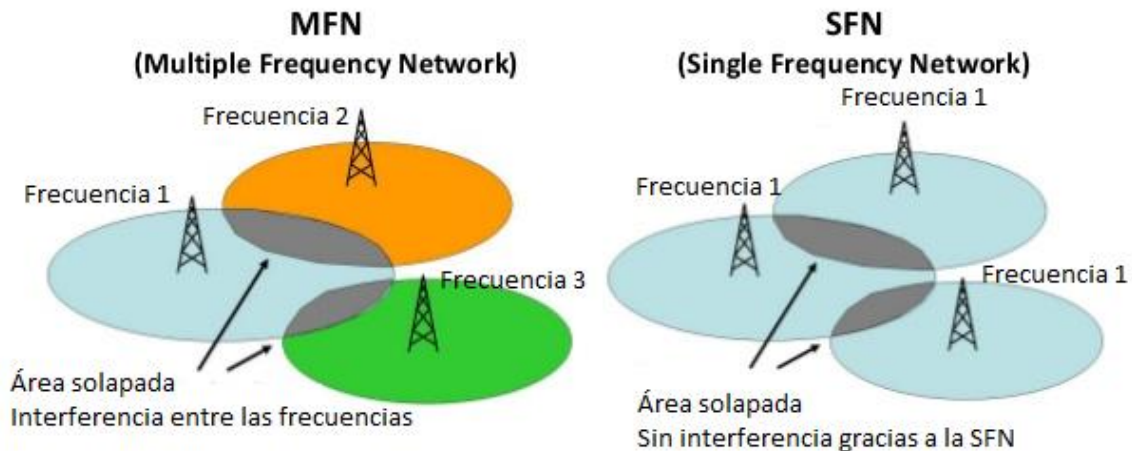 MFN
(Multiple Frequency Network)
Frecuencia 2
Frecuencia 1
Frecuencia 3
Área solapada
Interferencia entre las frecuencias
SFN
(Single Frequency Network)
Frecuencia 1
Frecuencia 1
Frecuencia 1
Área solapada
Sin interferencia gracias a la SFN